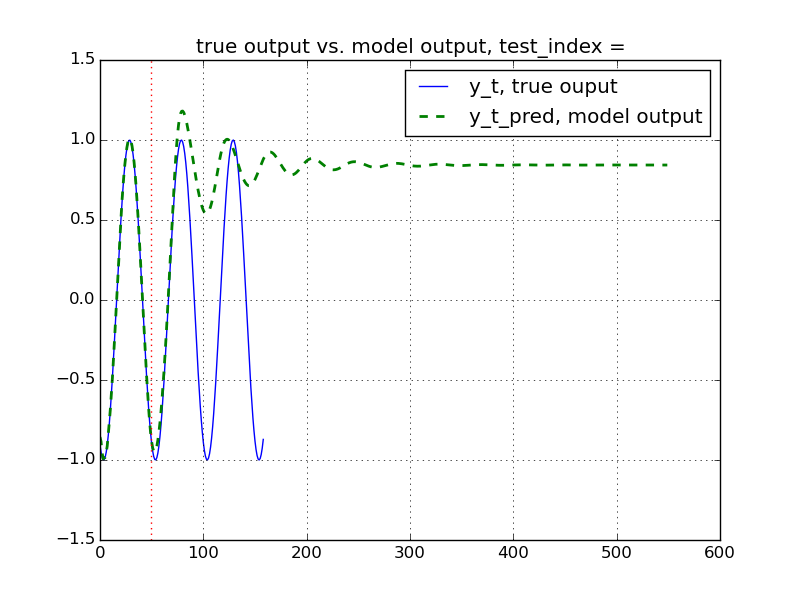 true output vs. model output, test_index =
y_t, true ouput
y_t_pred, model output
1.5
1.0
0.5
0.0
−0.5
−1.0
−1.5
0 100 200 300 400 500 600